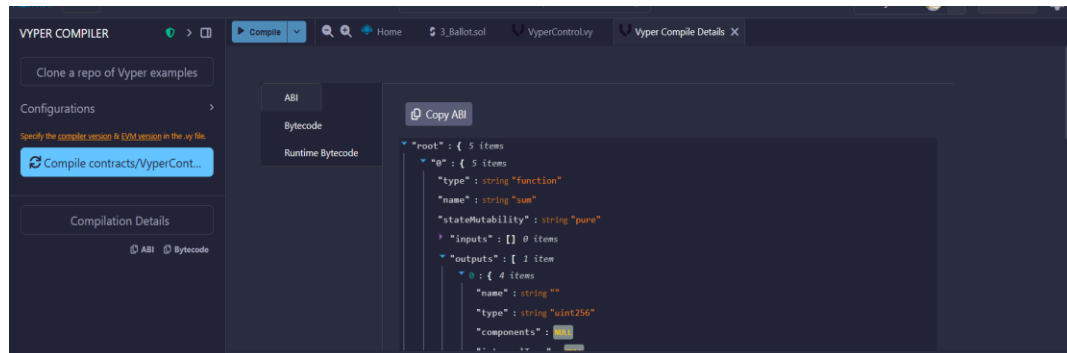 VYPER COMPILER
Compile
Home
3_Ballot.sol
VyperControl.vy
Vyper Compile Details
Clone a repo of Vyper examples
Configurations
Specify the compiler version & EVM version in the .vy file.
Compile contracts/VyperCont...
Compilation Details
ABI
Bytecode
ABI
Bytecode
Runtime Bytecode
Copy ABI
"root" : { 5 items
"0" : { 5 items
"type" : string "function"
"name" : string "sum"
"stateMutability" : string "pure"
"inputs" : [] 0 items
"outputs" : [ 1 item
0 : { 4 items
"name" : string ""
"type" : string "uint256"
"components" : NULL